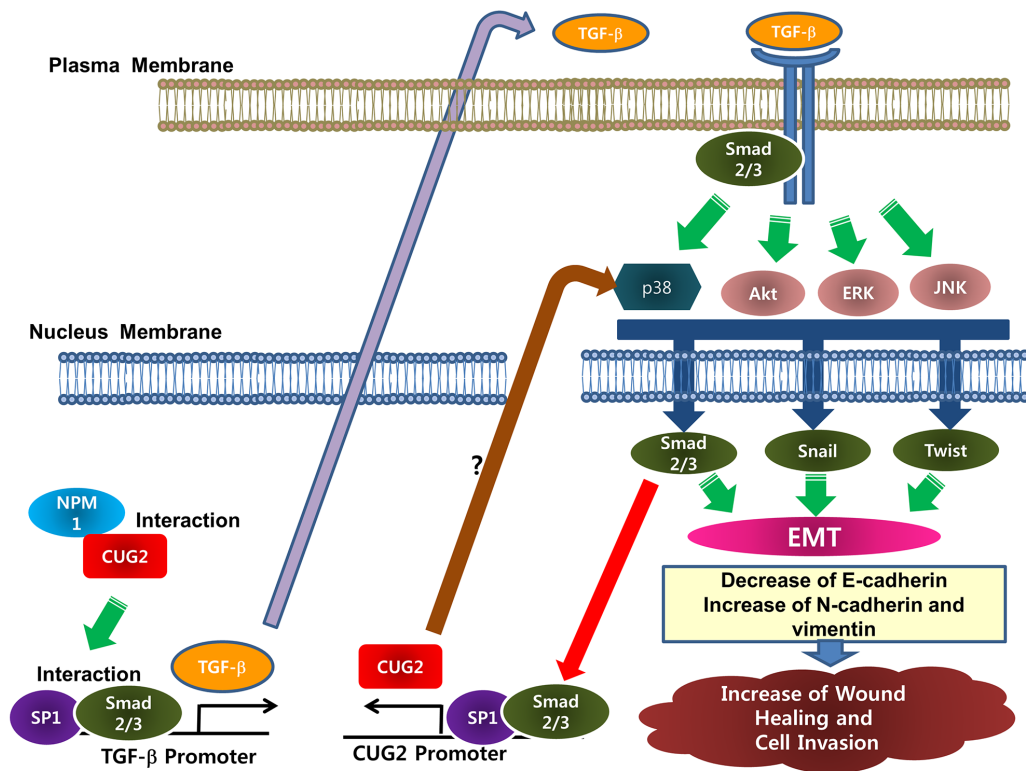 TGF-β
TGF-β
Plasma Membrane
Smad
2/3
p38
Akt
ERK
JNK
Nucleus Membrane
Smad
2/3
Snail
Twist
?
NPM
1
Interaction
CUG2
EMT
Decrease of E-cadherin
Increase of N-cadherin and
vimentin
Interaction
TGF-β
CUG2
SP1
Smad
2/3
SP1
Smad
2/3
Increase of Wound
Healing and
Cell Invasion
TGF-β Promoter
CUG2 Promoter